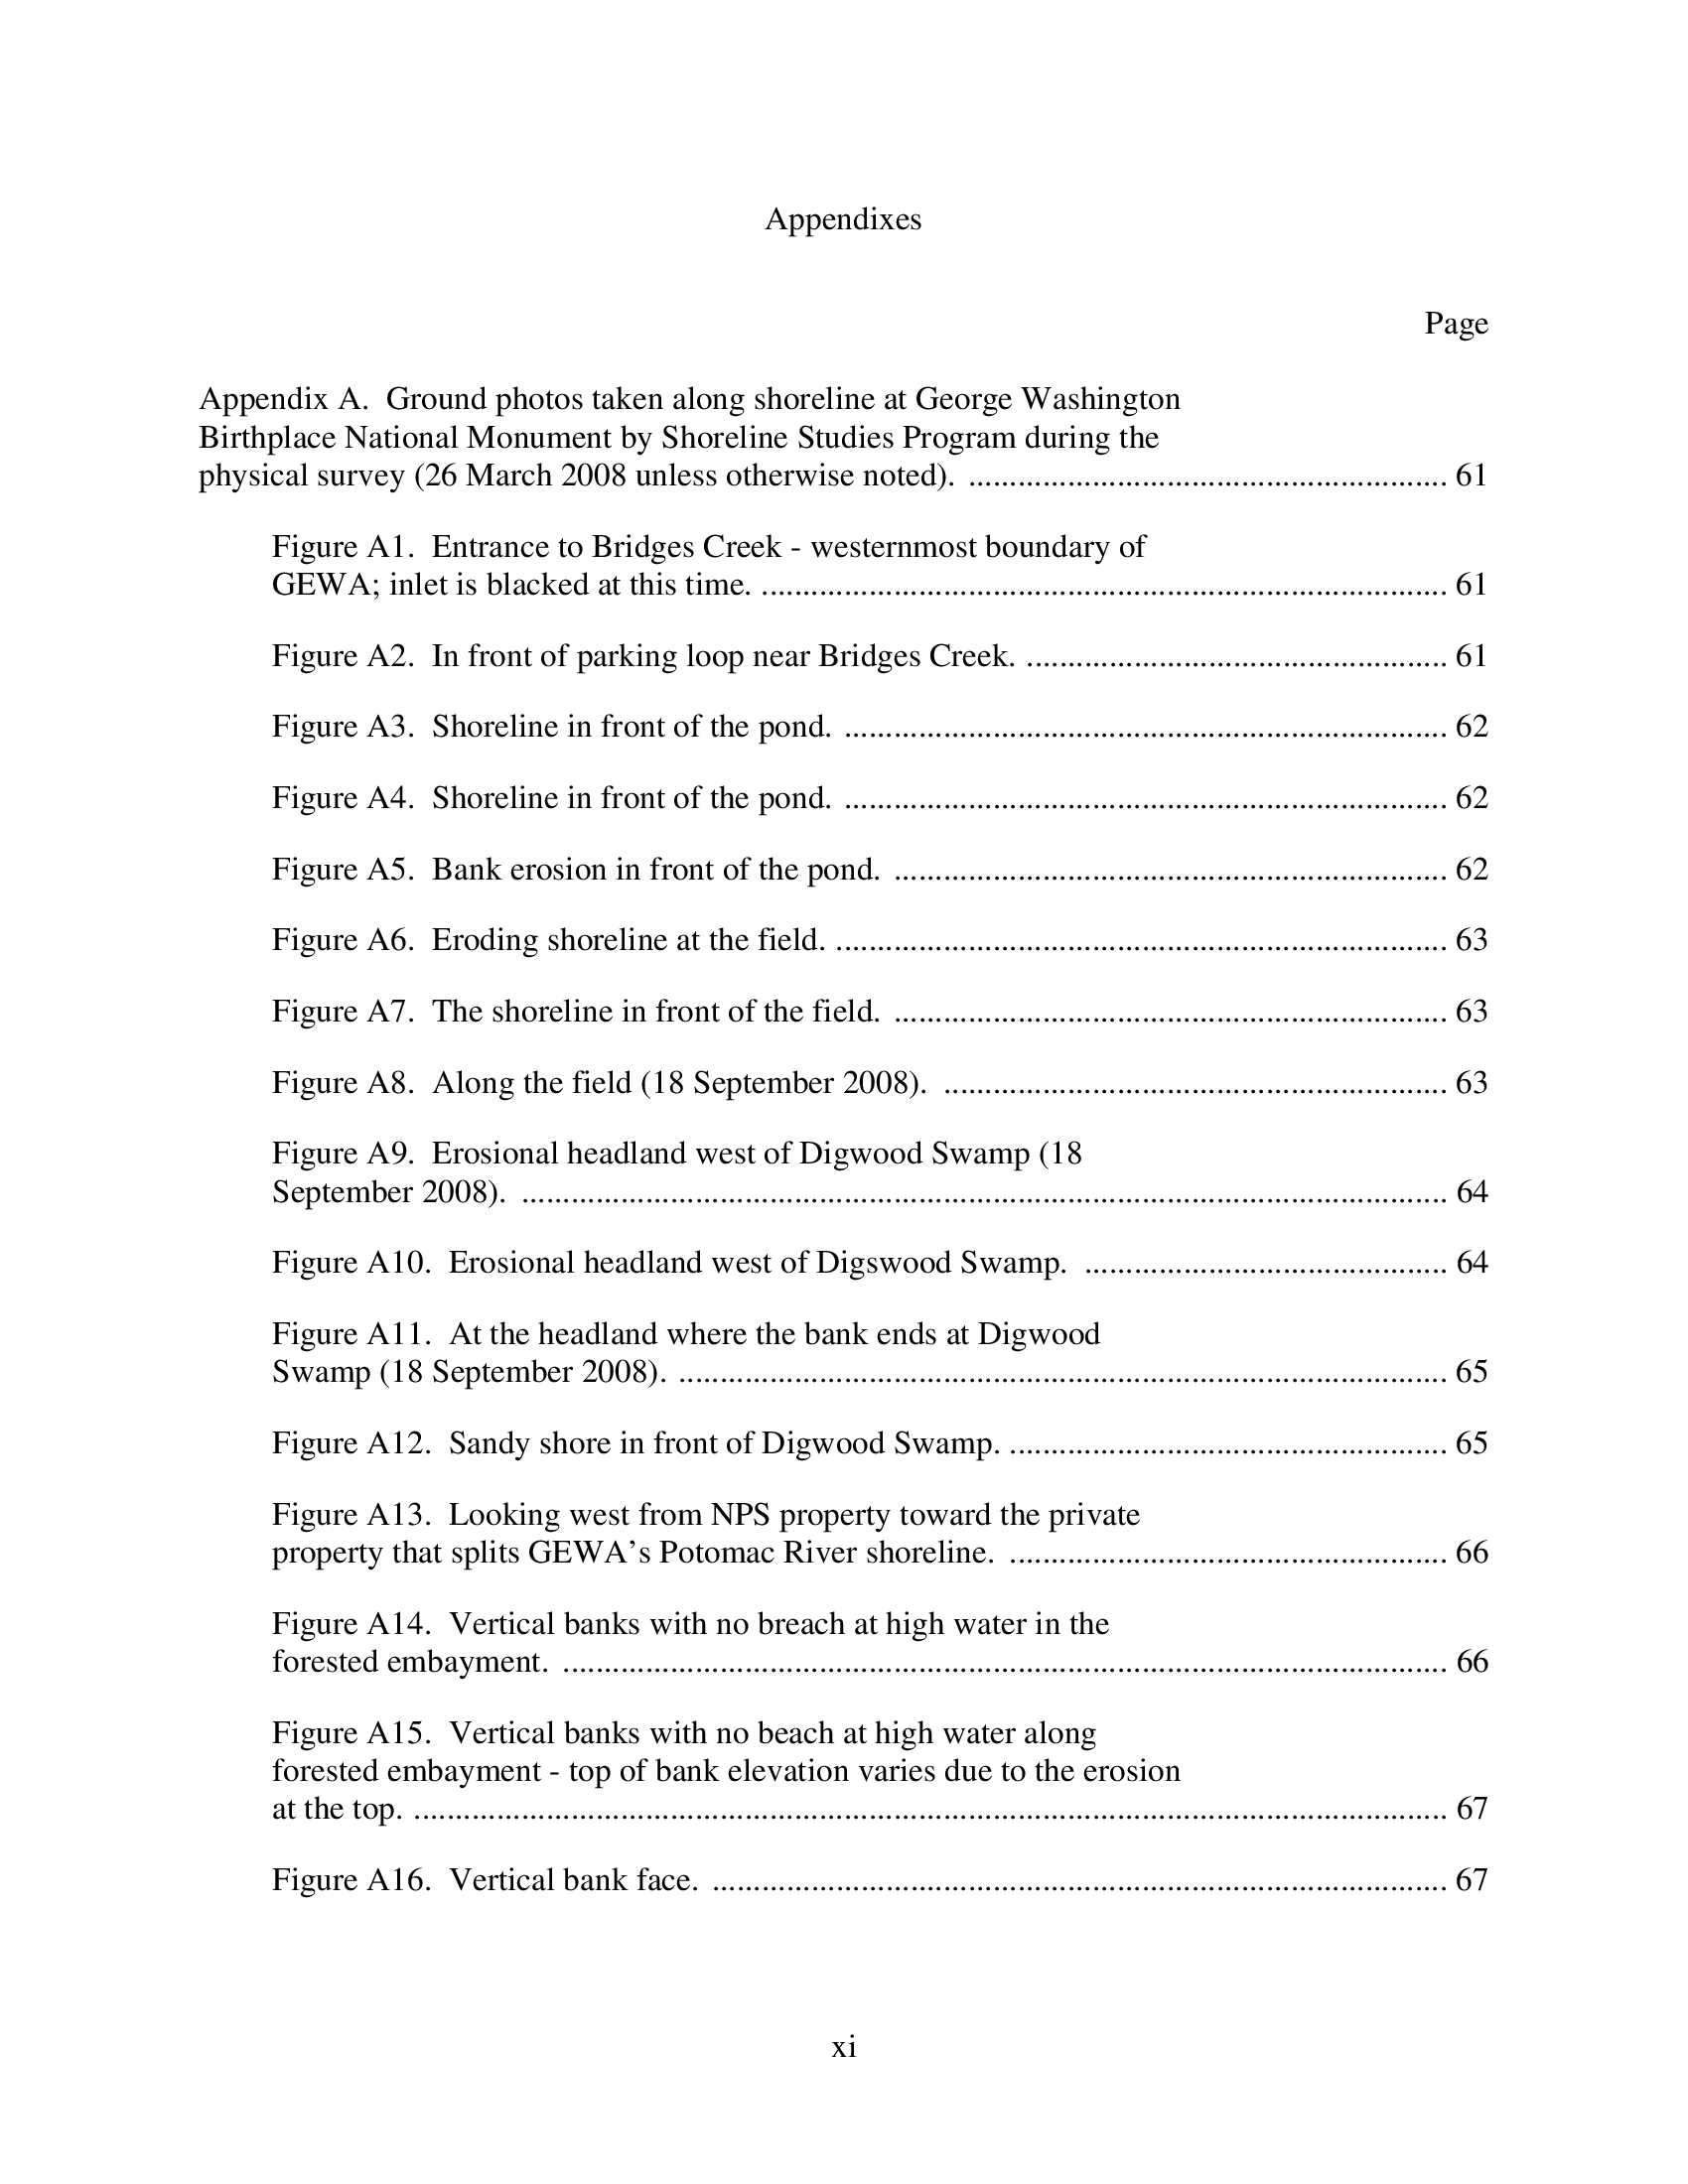 Appendixes
Page
Appendix A.  Ground photos taken along shoreline at George Washington
Birthplace National Monument by Shoreline Studies Program during the
physical survey (26 March 2008 unless otherwise noted). .......................................................... 61
Figure A1.  Entrance to Bridges Creek - westernmost boundary of
GEWA; inlet is blacked at this time. ................................................................................... 61
Figure A2.  In front of parking loop near Bridges Creek. ................................................... 61
Figure A3.  Shoreline in front of the pond. ......................................................................... 62
Figure A4.  Shoreline in front of the pond. ......................................................................... 62
Figure A5.  Bank erosion in front of the pond. ................................................................... 62
Figure A6.  Eroding shoreline at the field. .......................................................................... 63
Figure A7.  The shoreline in front of the field. ................................................................... 63
Figure A8.  Along the field (18 September 2008). ............................................................. 63
Figure A9.  Erosional headland west of Digwood Swamp (18
September 2008). ................................................................................................................ 64
Figure A10.  Erosional headland west of Digswood Swamp. ............................................ 64
Figure A11.  At the headland where the bank ends at Digwood
Swamp (18 September 2008). ............................................................................................. 65
Figure A12.  Sandy shore in front of Digwood Swamp. ..................................................... 65
Figure A13.  Looking west from NPS property toward the private
property that splits GEWA’s Potomac River shoreline. ..................................................... 66
Figure A14.  Vertical banks with no breach at high water in the
forested embayment. ........................................................................................................... 66
Figure A15.  Vertical banks with no beach at high water along
forested embayment - top of bank elevation varies due to the erosion
at the top. ............................................................................................................................. 67
Figure A16.  Vertical bank face. ......................................................................................... 67
xi